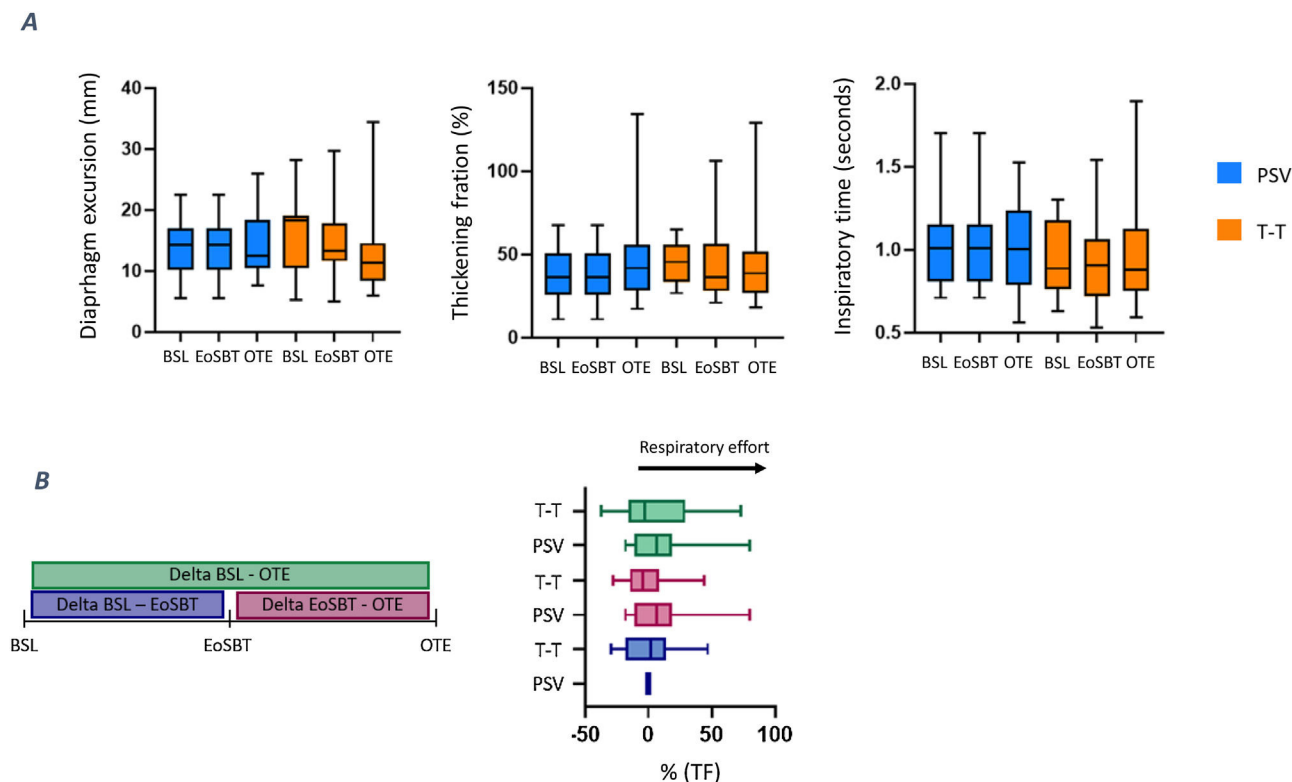 A
Diaprhagm excursion (mm)
40
30
20
10
0
BSL EoSBT OTE BSL EoSBT OTE
Thickening fration (%)
150
100
50
0
BSL EoSBT OTE BSL EoSBT OTE
Inspiratory time (seconds)
2.0
1.5
1.0
0.5
BSL EoSBT OTE BSL EoSBT OTE
PSV
T-T
B
Delta BSL - OTE
Delta BSL – EoSBT
Delta EoSBT - OTE
BSL
EoSBT
OTE
Respiratory effort
T-T
PSV
T-T
PSV
T-T
PSV
-50 0 50 100
% (TF)